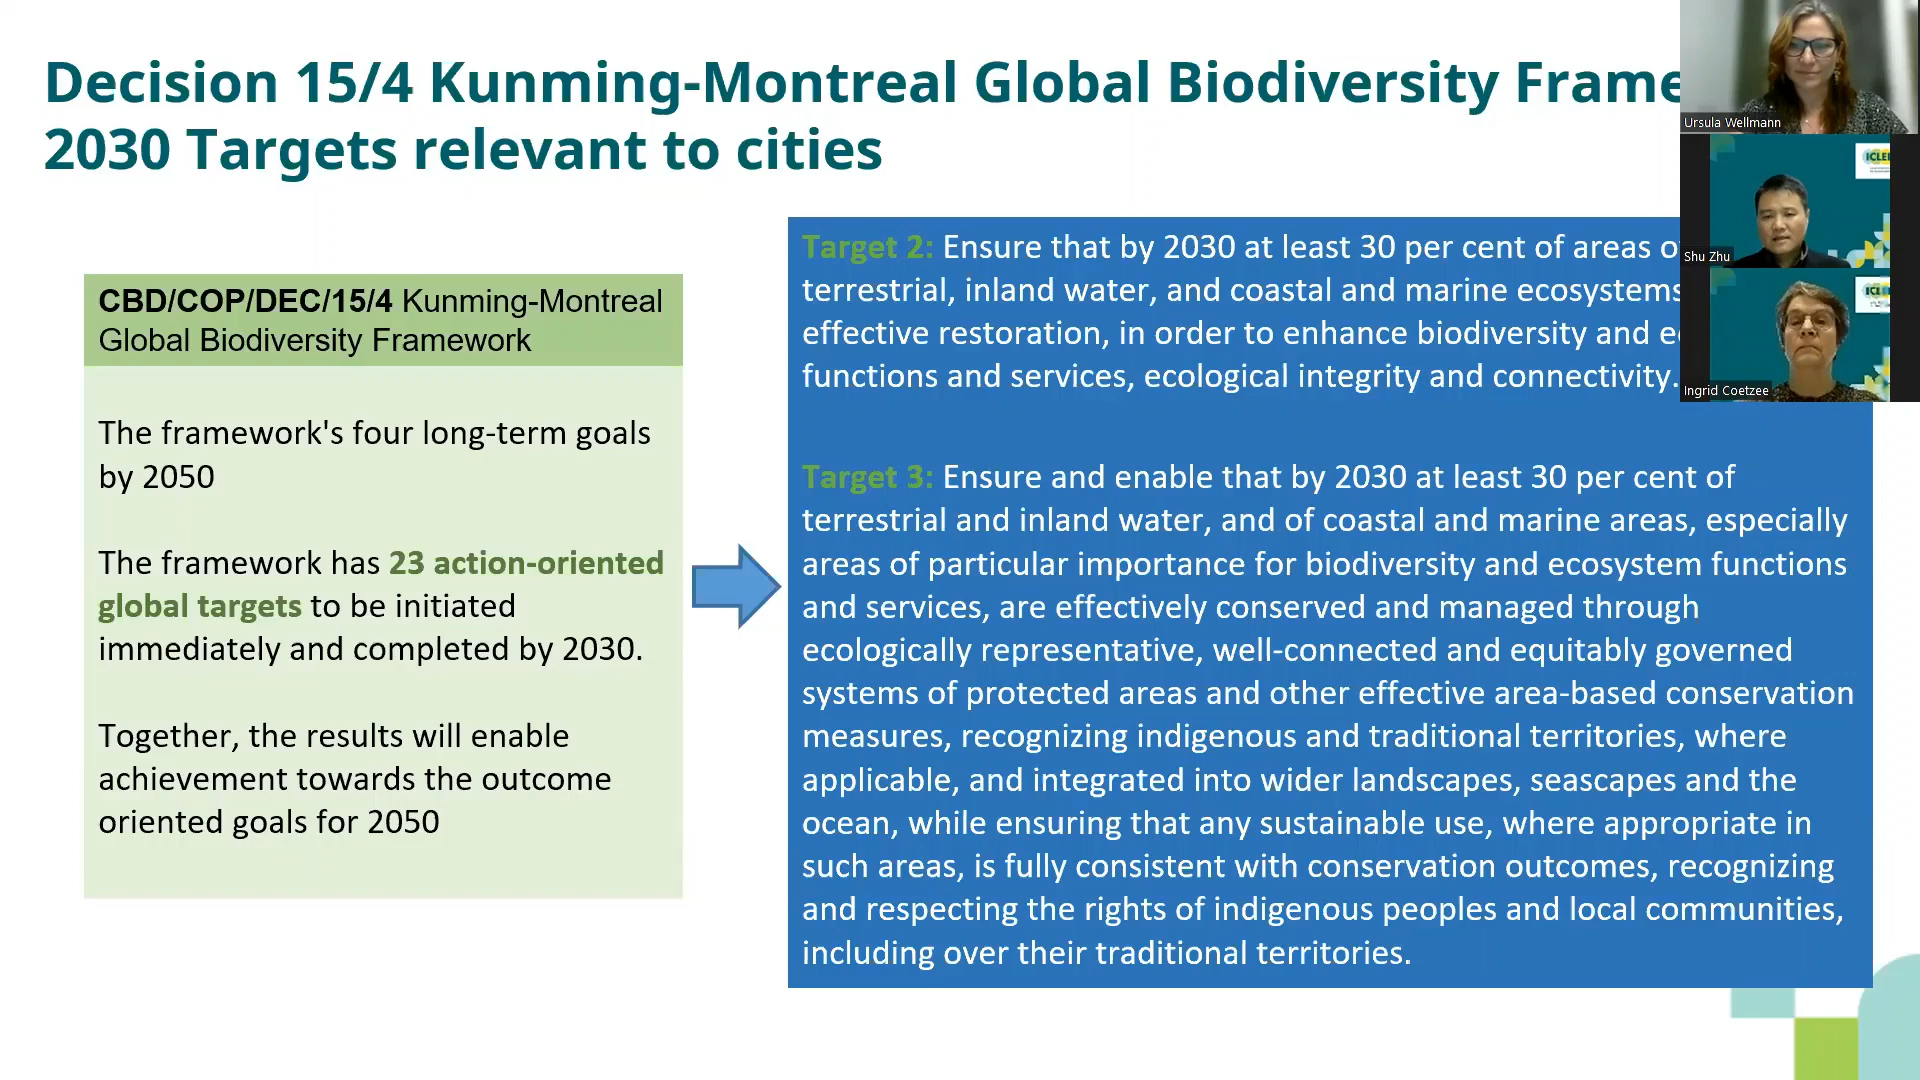 Decision 15/4 Kunming-Montreal Global Biodiversity Frame
2030 Targets relevant to cities
CBD/COP/DEC/15/4 Kunming-Montreal
Global Biodiversity Framework
The framework's four long-term goals
by 2050
The framework has 23 action-oriented
global targets to be initiated
immediately and completed by 2030.
Together, the results will enable
achievement towards the outcome
oriented goals for 2050
Target 2: Ensure that by 2030 at least 30 per cent of areas
terrestrial, inland water, and coastal and marine ecosystems
effective restoration, in order to enhance biodiversity and
functions and services, ecological integrity and connectivity.
Target 3: Ensure and enable that by 2030 at least 30 per cent of
terrestrial and inland water, and of coastal and marine areas, especially
areas of particular importance for biodiversity and ecosystem functions
and services, are effectively conserved and managed through
ecologically representative, well-connected and equitably governed
systems of protected areas and other effective area-based conservation
measures, recognizing indigenous and traditional territories, where
applicable, and integrated into wider landscapes, seascapes and the
ocean, while ensuring that any sustainable use, where appropriate in
such areas, is fully consistent with conservation outcomes, recognizing
and respecting the rights of indigenous peoples and local communities,
including over their traditional territories.
Ursula Wellmann
ICLEI
Shu Zhu
Ingrid Coetzee